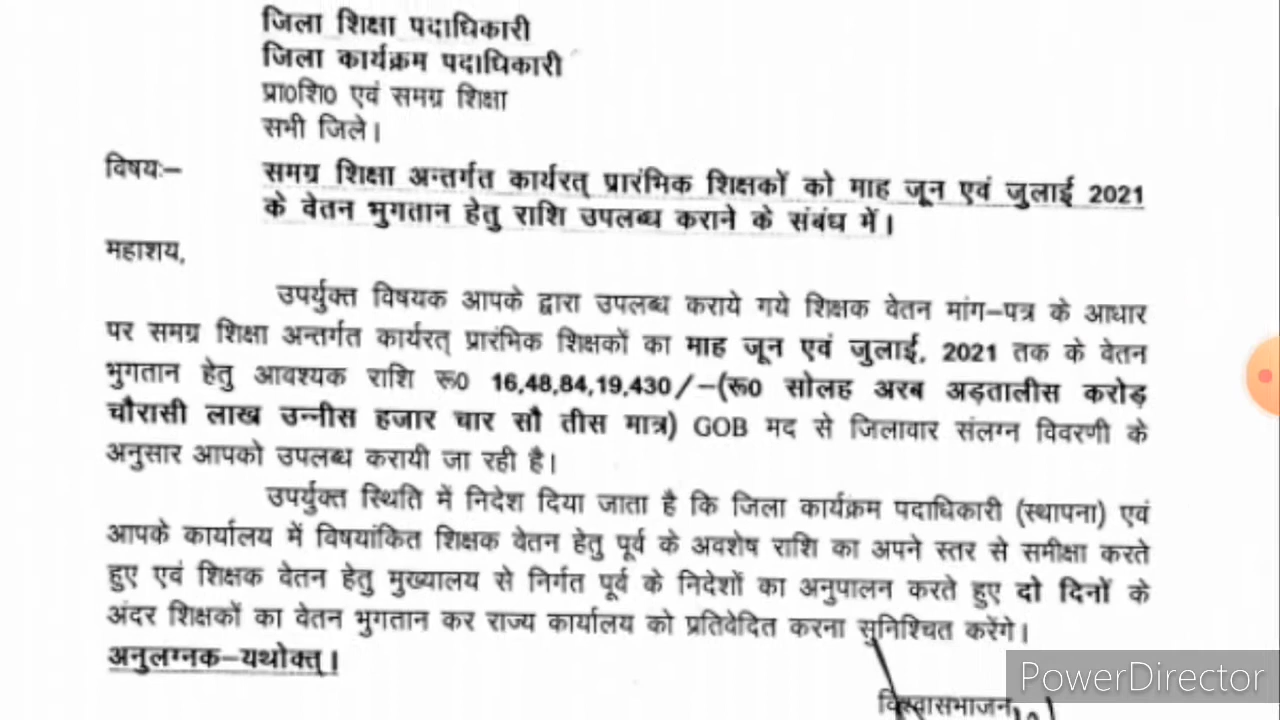 जिला शिक्षा पदाधिकारी
जिला कार्यक्रम पदाधिकारी
प्रा०शि० एवं समग्र शिक्षा
सभी जिले।
विषयः– समग्र शिक्षा अन्तर्गत कार्यरत् प्रारंभिक शिक्षकों को माह जून एवं जुलाई 2021
के वेतन भुगतान हेतु राशि उपलब्ध कराने के संबंध में।
महाशय,
उपर्युक्त विषयक आपके द्वारा उपलब्ध कराये गये शिक्षक वेतन मांग–पत्र के आधार
पर समग्र शिक्षा अन्तर्गत कार्यरत् प्रारंभिक शिक्षकों का माह जून एवं जुलाई, 2021 तक के वेतन
भुगतान हेतु आवश्यक राशि रू0 16,48,84,19,430/–(रू0 सोलह अरब अड़तालीस करोड़
चौरासी लाख उन्नीस हजार चार सौ तीस मात्र) GOB मद से जिलावार संलग्न विवरणी के
अनुसार आपको उपलब्ध करायी जा रही है।
उपर्युक्त स्थिति में निदेश दिया जाता है कि जिला कार्यक्रम पदाधिकारी (स्थापना) एवं
आपके कार्यालय में विषयांकित शिक्षक वेतन हेतु पूर्व के अवशेष राशि का अपने स्तर से समीक्षा करते
हुए एवं शिक्षक वेतन हेतु मुख्यालय से निर्गत पूर्व के निदेशों का अनुपालन करते हुए दो दिनों के
अंदर शिक्षकों का वेतन भुगतान कर राज्य कार्यालय को प्रतिवेदित करना सुनिश्चित करेंगे।
अनुलग्नक–यथोक्त्।
विश्वासभाजन
PowerDirector